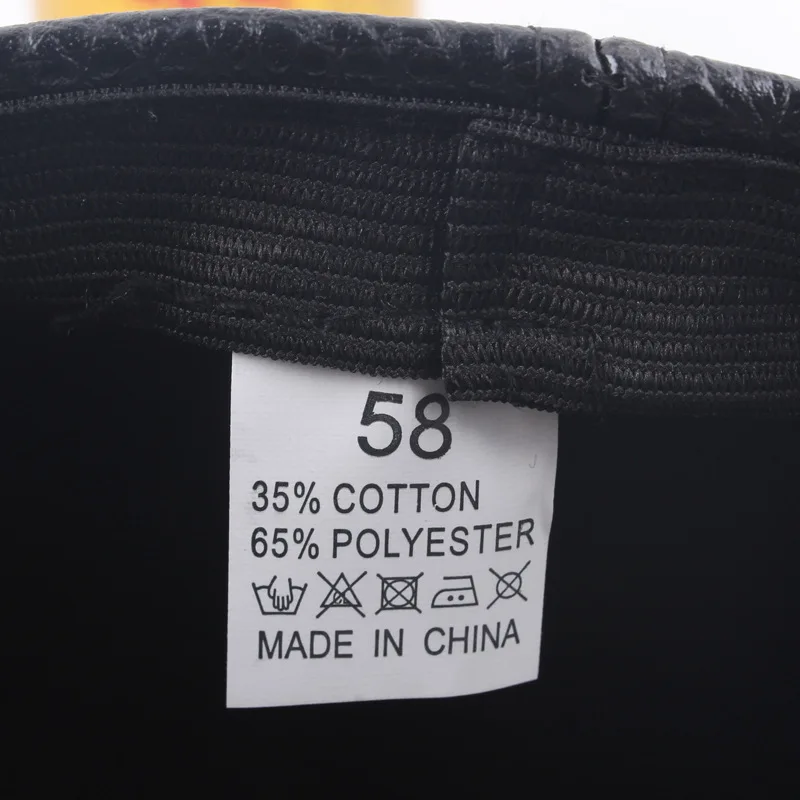 58
35% COTTON
65% POLYESTER
MADE IN CHINA